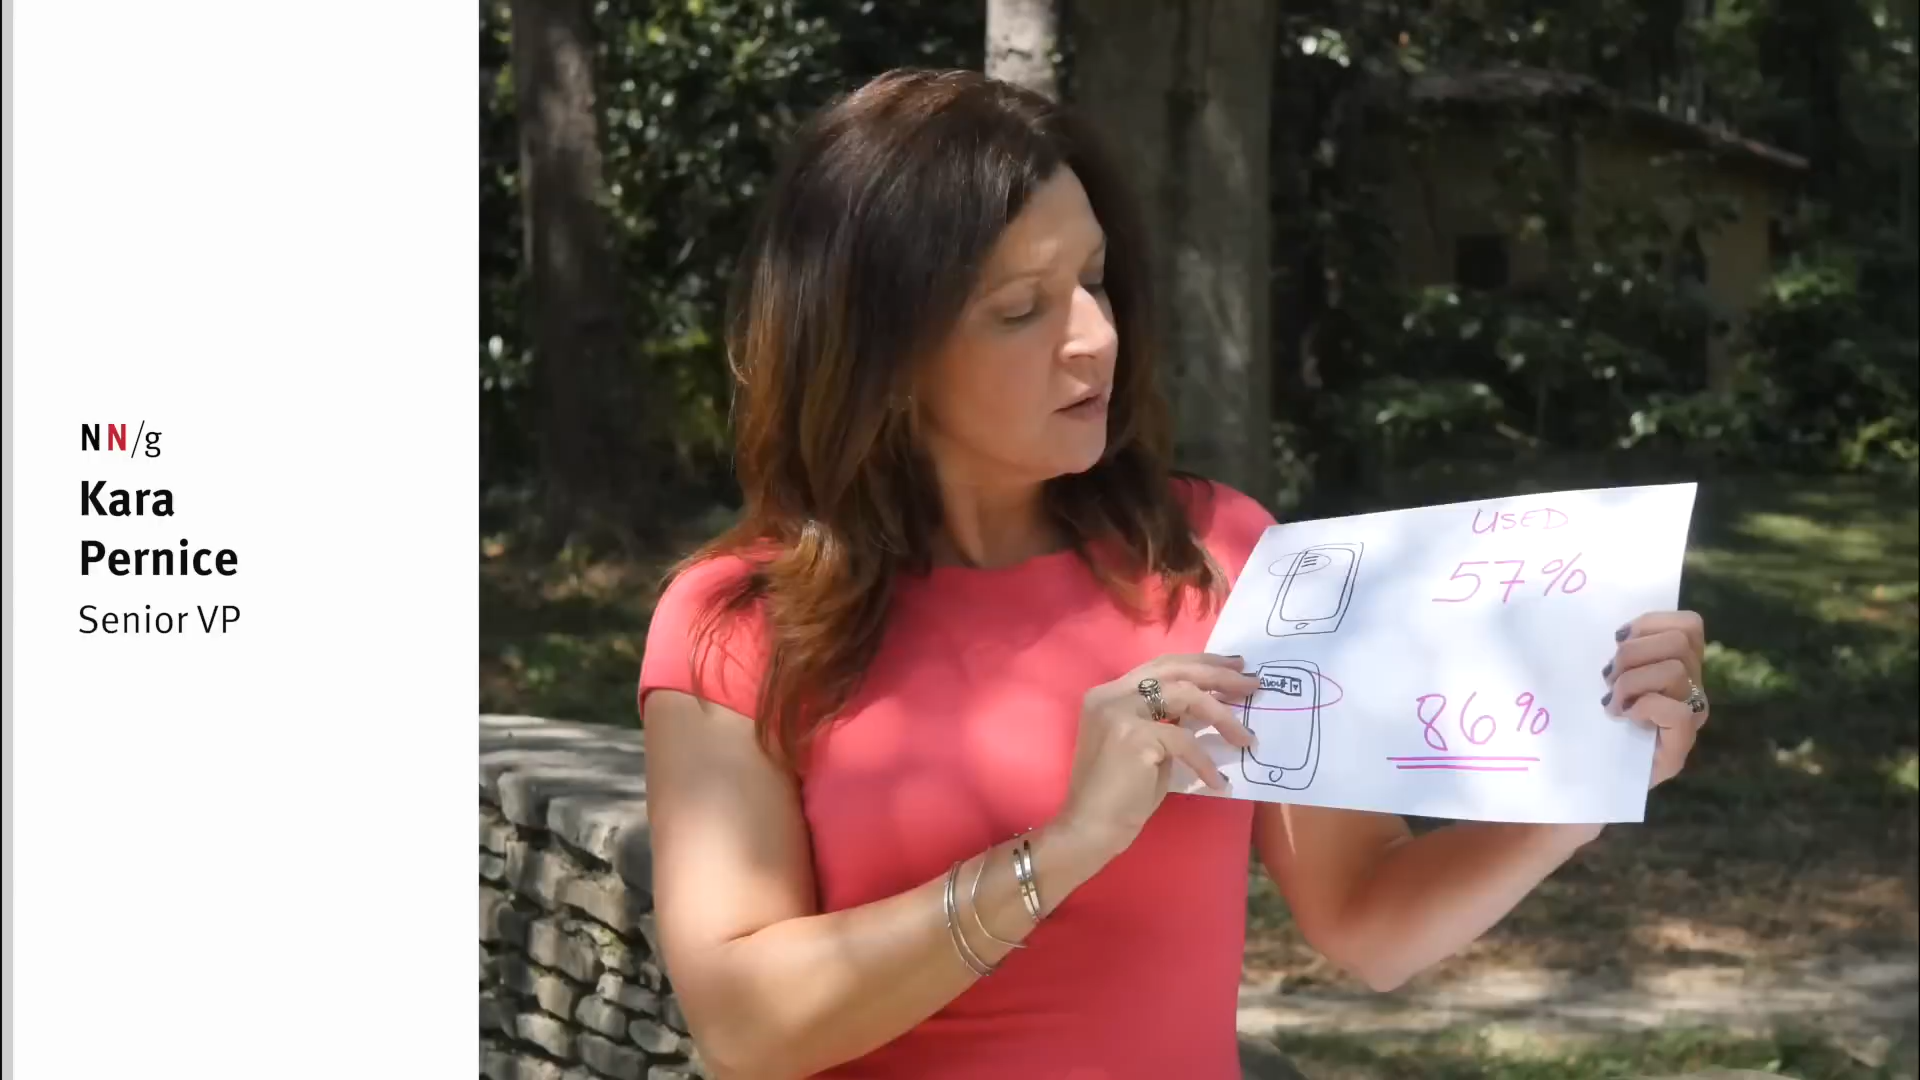 NN/g
Kara
Pernice
Senior VP
USED
57%
About
86%